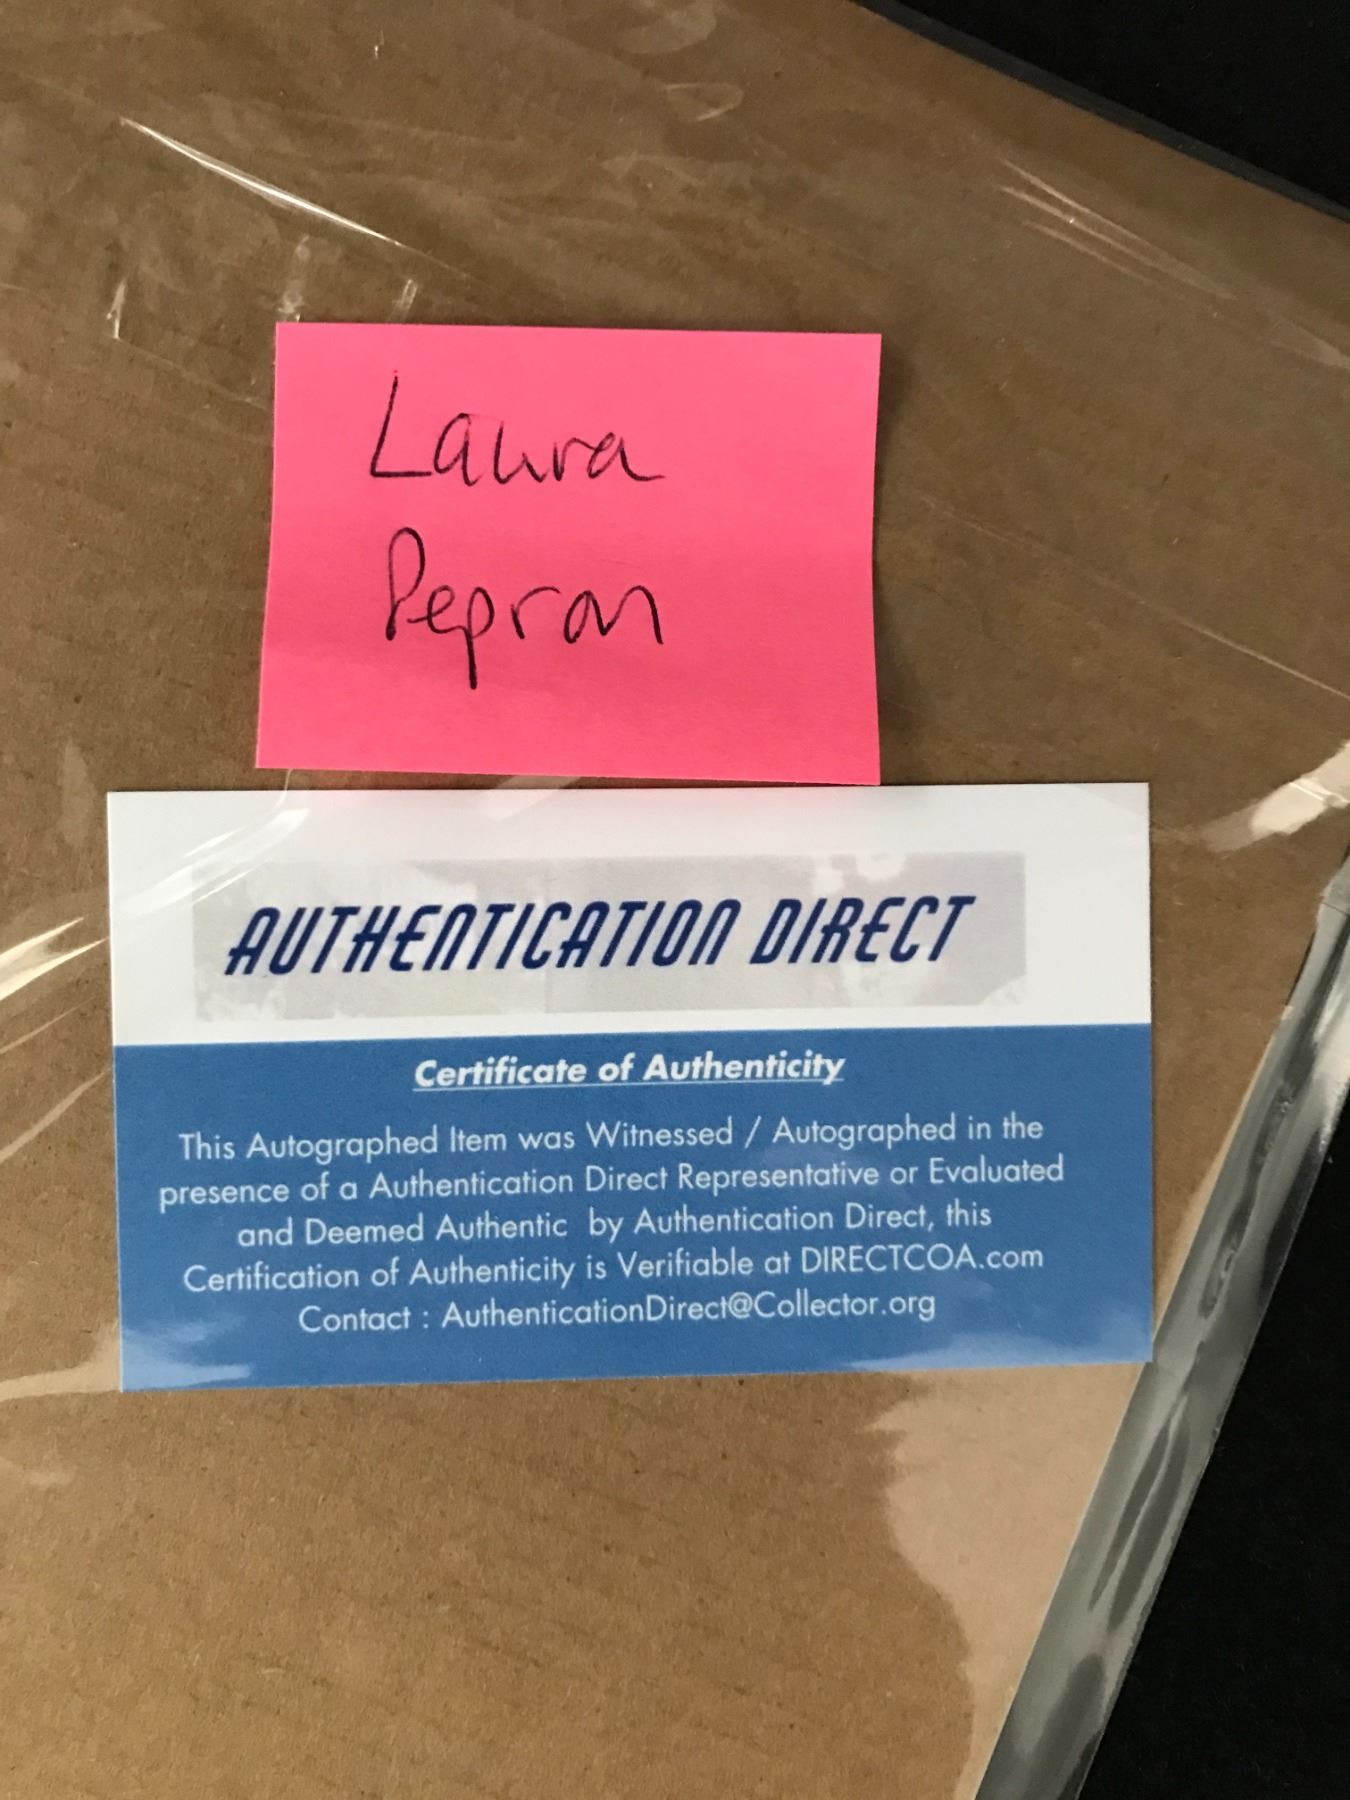 Laura
Pepron
AUTHENTICATION DIRECT
Certificate of Authenticity
This Autographed Item was Witnessed / Autographed in the
presence of a Authentication Direct Representative or Evaluated
and Deemed Authentic by Authentication Direct, this
Certification of Authenticity is Verifiable at DIRECTCOA.com
Contact : AuthenticationDirect@Collector.org